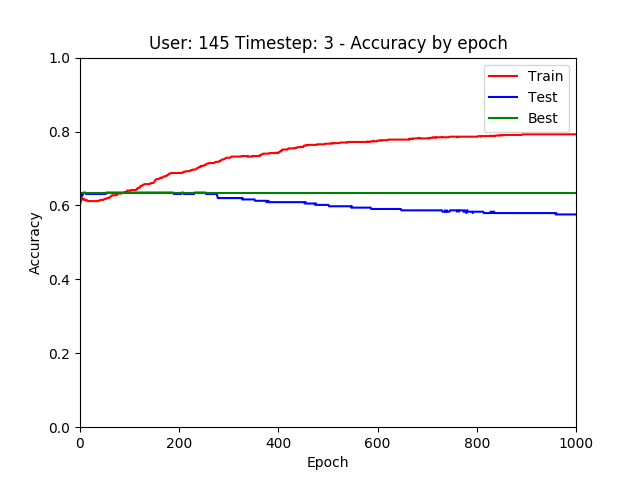 User: 145 Timestep: 3 - Accuracy by epoch
1.0
0.8
0.6
0.4
0.2
0.0
Accuracy
Train
Test
Best
0 200 400 600 800 1000
Epoch